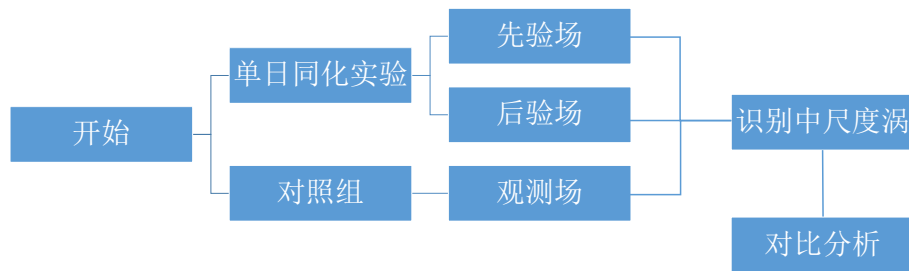 开始
单日同化实验
对照组
先验场
后验场
观测场
识别中尺度涡
对比分析